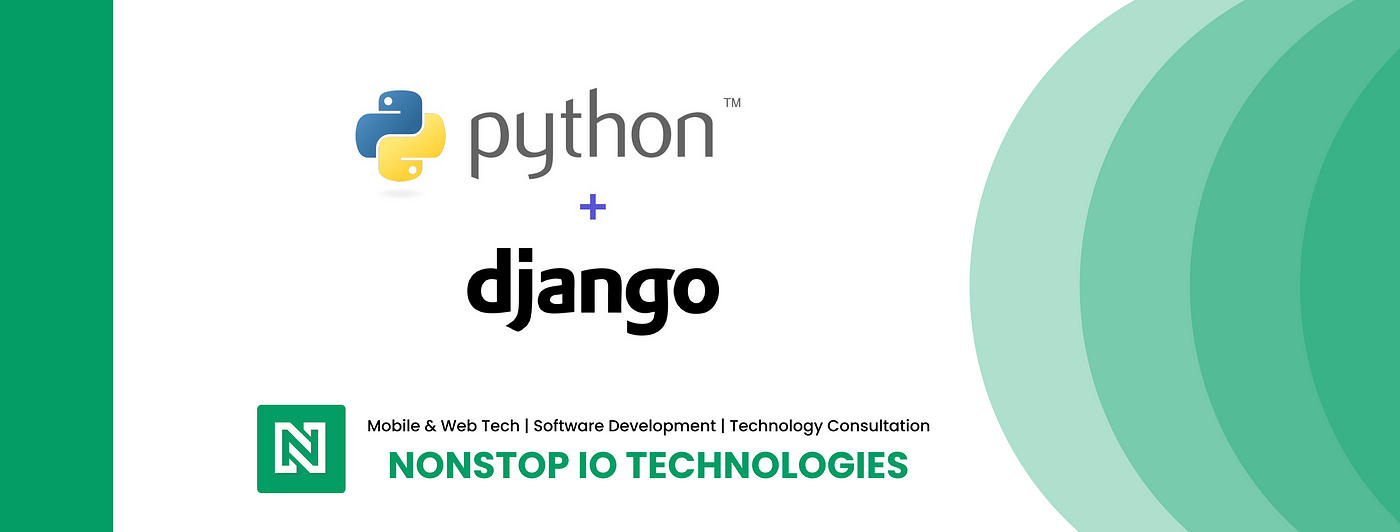 python™
+
django
N
Mobile & Web Tech | Software Development | Technology Consultation
NONSTOP IO TECHNOLOGIES